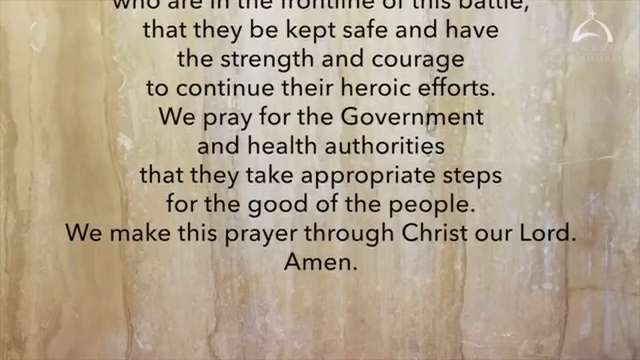 who are in the frontline of this battle,
that they be kept safe and have
the strength and courage
to continue their heroic efforts.
We pray for the Government
and health authorities
that they take appropriate steps
for the good of the people.
We make this prayer through Christ our Lord.
Amen.